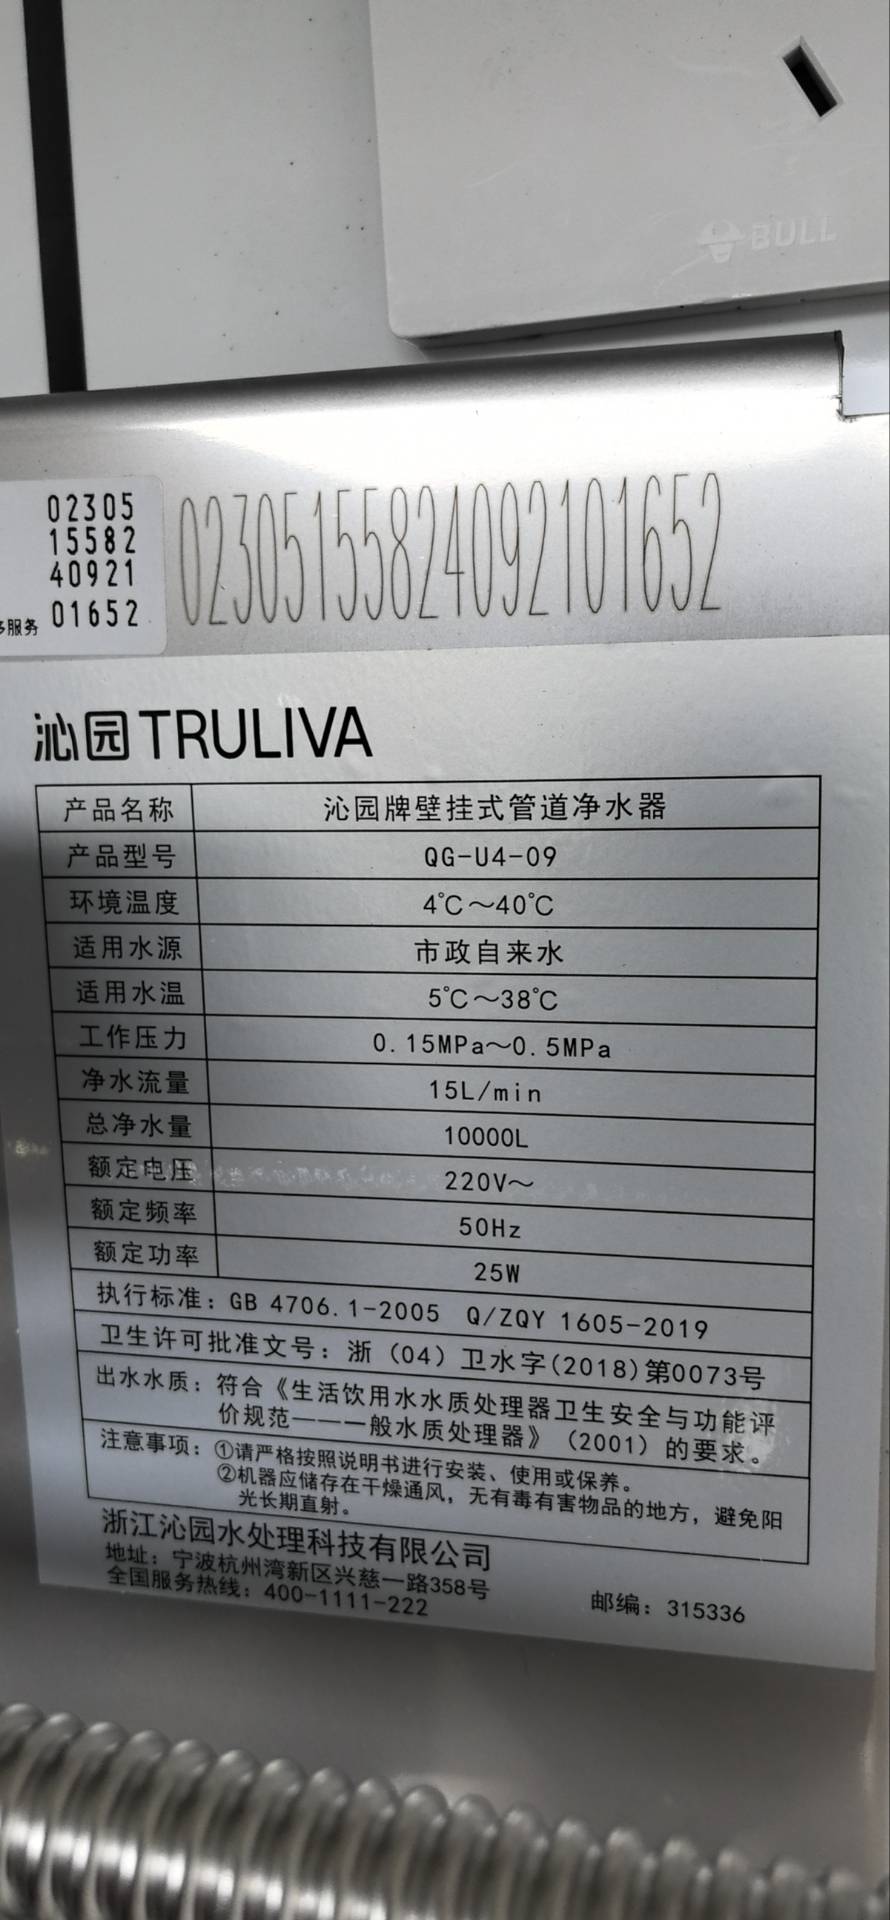 BULL
02305
15582
40921
01652
服务
02305155824092101652
沁园TRULIVA
产品名称 沁园牌壁挂式管道净水器
产品型号 QG-U4-09
环境温度 4℃～40℃
适用水源 市政自来水
适用水温 5℃～38℃
工作压力 0.15MPa～0.5MPa
净水流量 15L/min
总净水量 10000L
额定电压 220V～
额定频率 50Hz
额定功率 25W
执行标准：GB 4706.1-2005 Q/ZQY 1605-2019
卫生许可批准文号：浙（04）卫水字(2018)第0073号
出水水质：符合《生活饮用水水质处理器卫生安全与功能评
价规范——一般水质处理器》（2001）的要求。
注意事项：①请严格按照说明书进行安装、使用或保养。
②机器应储存在干燥通风，无有毒有害物品的地方，避免阳
光长期直射。
浙江沁园水处理科技有限公司
地址：宁波杭州湾新区兴慈一路358号
全国服务热线：400-1111-222 邮编：315336